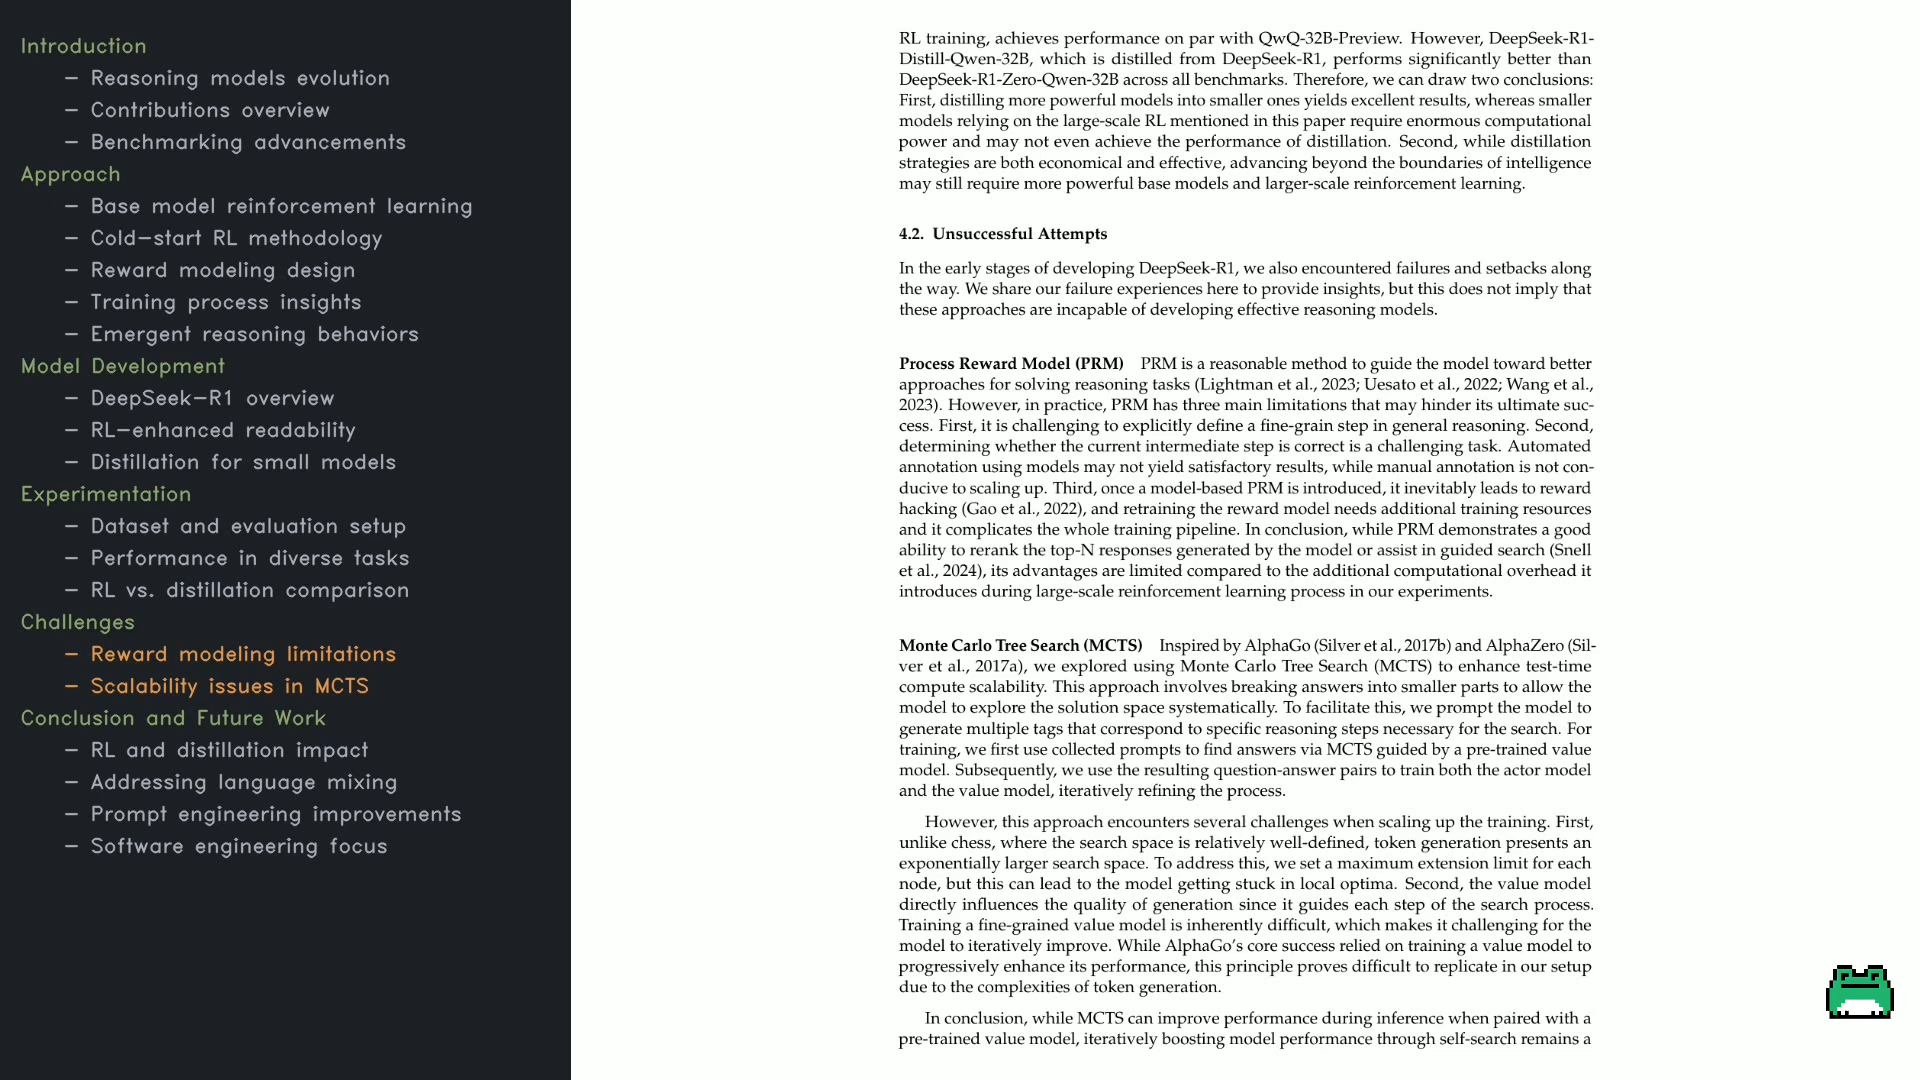 Introduction
– Reasoning models evolution
– Contributions overview
– Benchmarking advancements
Approach
– Base model reinforcement learning
– Cold-start RL methodology
– Reward modeling design
– Training process insights
– Emergent reasoning behaviors
Model Development
– DeepSeek-R1 overview
– RL-enhanced readability
– Distillation for small models
Experimentation
– Dataset and evaluation setup
– Performance in diverse tasks
– RL vs. distillation comparison
Challenges
– Reward modeling limitations
– Scalability issues in MCTS
Conclusion and Future Work
– RL and distillation impact
– Addressing language mixing
– Prompt engineering improvements
– Software engineering focus
RL training, achieves performance on par with QwQ-32B-Preview. However, DeepSeek-R1-
Distill-Qwen-32B, which is distilled from DeepSeek-R1, performs significantly better than
DeepSeek-R1-Zero-Qwen-32B across all benchmarks. Therefore, we can draw two conclusions:
First, distilling more powerful models into smaller ones yields excellent results, whereas smaller
models relying on the large-scale RL mentioned in this paper require enormous computational
power and may not even achieve the performance of distillation. Second, while distillation
strategies are both economical and effective, advancing beyond the boundaries of intelligence
may still require more powerful base models and larger-scale reinforcement learning.
4.2. Unsuccessful Attempts
In the early stages of developing DeepSeek-R1, we also encountered failures and setbacks along
the way. We share our failure experiences here to provide insights, but this does not imply that
these approaches are incapable of developing effective reasoning models.
Process Reward Model (PRM) PRM is a reasonable method to guide the model toward better
approaches for solving reasoning tasks (Lightman et al., 2023; Uesato et al., 2022; Wang et al.,
2023). However, in practice, PRM has three main limitations that may hinder its ultimate suc-
cess. First, it is challenging to explicitly define a fine-grain step in general reasoning. Second,
determining whether the current intermediate step is correct is a challenging task. Automated
annotation using models may not yield satisfactory results, while manual annotation is not con-
ducive to scaling up. Third, once a model-based PRM is introduced, it inevitably leads to reward
hacking (Gao et al., 2022), and retraining the reward model needs additional training resources
and it complicates the whole training pipeline. In conclusion, while PRM demonstrates a good
ability to rerank the top-N responses generated by the model or assist in guided search (Snell
et al., 2024), its advantages are limited compared to the additional computational overhead it
introduces during large-scale reinforcement learning process in our experiments.
Monte Carlo Tree Search (MCTS) Inspired by AlphaGo (Silver et al., 2017b) and AlphaZero (Sil-
ver et al., 2017a), we explored using Monte Carlo Tree Search (MCTS) to enhance test-time
compute scalability. This approach involves breaking answers into smaller parts to allow the
model to explore the solution space systematically. To facilitate this, we prompt the model to
generate multiple tags that correspond to specific reasoning steps necessary for the search. For
training, we first use collected prompts to find answers via MCTS guided by a pre-trained value
model. Subsequently, we use the resulting question-answer pairs to train both the actor model
and the value model, iteratively refining the process.
However, this approach encounters several challenges when scaling up the training. First,
unlike chess, where the search space is relatively well-defined, token generation presents an
exponentially larger search space. To address this, we set a maximum extension limit for each
node, but this can lead to the model getting stuck in local optima. Second, the value model
directly influences the quality of generation since it guides each step of the search process.
Training a fine-grained value model is inherently difficult, which makes it challenging for the
model to iteratively improve. While AlphaGo's core success relied on training a value model to
progressively enhance its performance, this principle proves difficult to replicate in our setup
due to the complexities of token generation.
In conclusion, while MCTS can improve performance during inference when paired with a
pre-trained value model, iteratively boosting model performance through self-search remains a